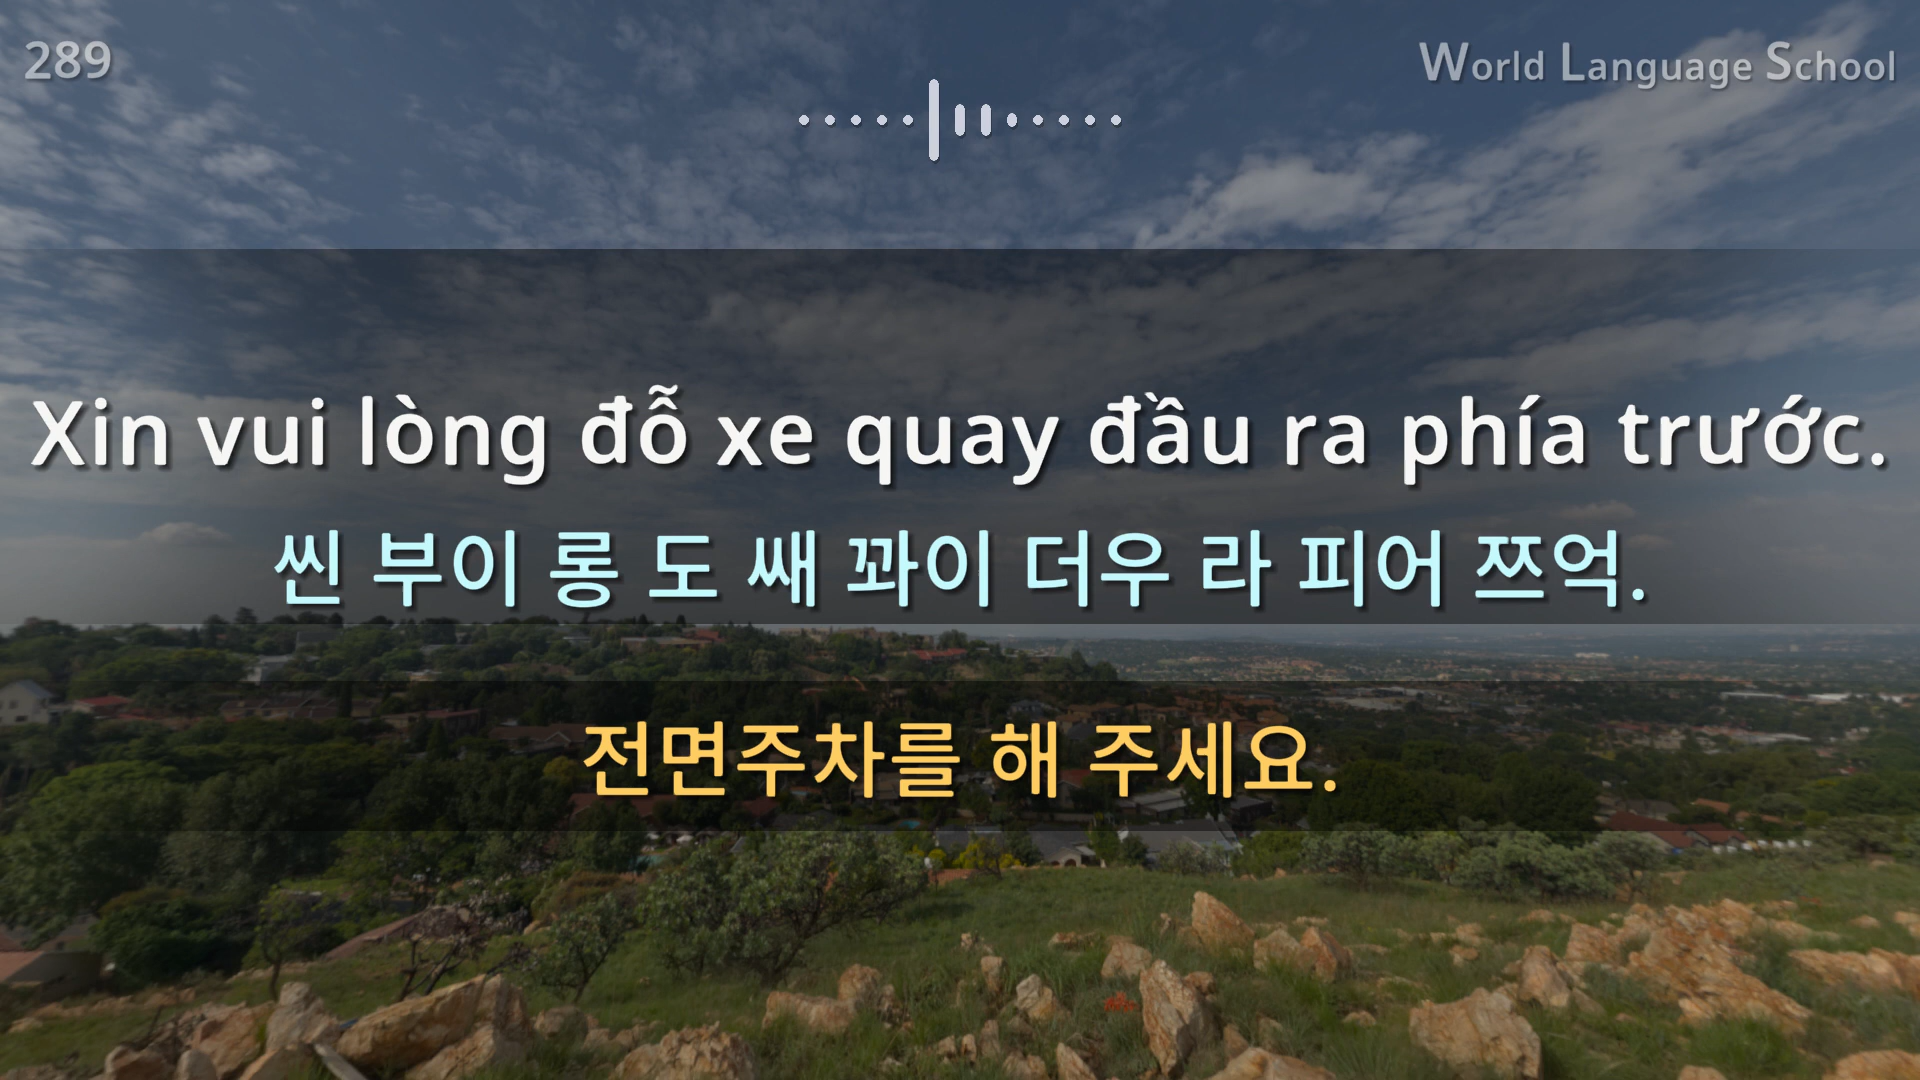 289
World Language School
Xin vui lòng đỗ xe quay đầu ra phía trước.
씬 부이 롱 도 쌔 꽈이 더우 라 피어 쯔억.
전면주차를 해 주세요.